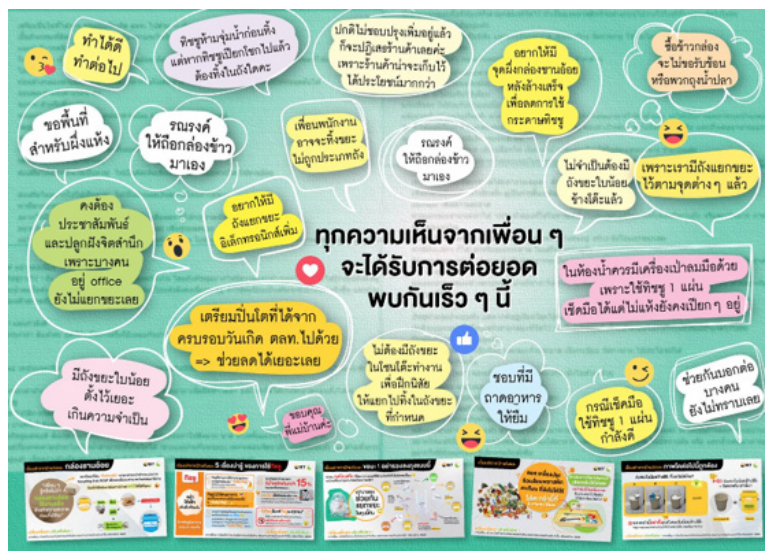 ทำได้ดี
ทำต่อไป
ทิชชูห้ามจุ่มน้ำก่อนทิ้ง
แต่หากทิชชูเปียกโชกไปแล้ว
ต้องทิ้งในถังใดคะ
ปกติไม่ชอบปรุงเพิ่มอยู่แล้ว
ก็จะปฏิเสธร้านค้าเลยค่ะ
เพราะร้านค้าน่าจะเก็บไว้
ได้ประโยชน์มากกว่า
อยากให้มี
จุดผึ่งกล่องชานอ้อย
หลังล้างเสร็จ
เพื่อลดการใช้
กระดาษทิชชู
ซื้อข้าวกล่อง
จะไม่ขอรับช้อน
หรือพวกถุงน้ำปลา
ขอพื้นที่
สำหรับผึ่งแห้ง
รณรงค์
ให้ถือกล่องข้าว
มาเอง
เพื่อนพนักงาน
อาจจะทิ้งขยะ
ไม่ถูกประเภทถัง
รณรงค์
ให้ถือกล่องข้าว
มาเอง
ไม่จำเป็นต้องมี
ถังขยะใบน้อย
ข้างโต๊ะแล้ว
เพราะเรามีถังแยกขยะ
ไว้ตามจุดต่างๆ แล้ว
คงต้อง
ประชาสัมพันธ์
และปลูกฝังจิตสำนึก
เพราะบางคน
อยู่ office
ยังไม่แยกขยะเลย
อยากให้มี
ถังแยกขยะ
อิเล็กทรอนิกส์เพิ่ม
ทุกความเห็นจากเพื่อน ๆ
จะได้รับการต่อยอด
พบกันเร็ว ๆ นี้
ในห้องน้ำควรมีเครื่องเป่าลมมือด้วย
เพราะใช้ทิชชู 1 แผ่น
เช็ดมือได้แต่ไม่แห้งยังคงเปียกๆ อยู่
เตรียมปิ่นโตที่ได้จาก
ครบรอบวันเกิด ตลท.ไปด้วย
=> ช่วยลดได้เยอะเลย
มีถังขยะใบน้อย
ตั้งไว้เยอะ
เกินความจำเป็น
ขอบคุณ
พี่แม่บ้านค่ะ
ไม่ต้องมีถังขยะ
ในโซนโต๊ะทำงาน
เพื่อฝึกนิสัย
ให้แยกไปทิ้งในถังขยะ
ที่กำหนด
ชอบที่มี
ถาดอาหาร
ให้ยืม
กรณีเช็ดมือ
ใช้ทิชชู 1 แผ่น
กำลังดี
ช่วยกันบอกต่อ
บางคน
ยังไม่ทราบเลย
กล่องชานอ้อย
5 เรื่องน่ารู้ ของการใช้ทิชชู
15%